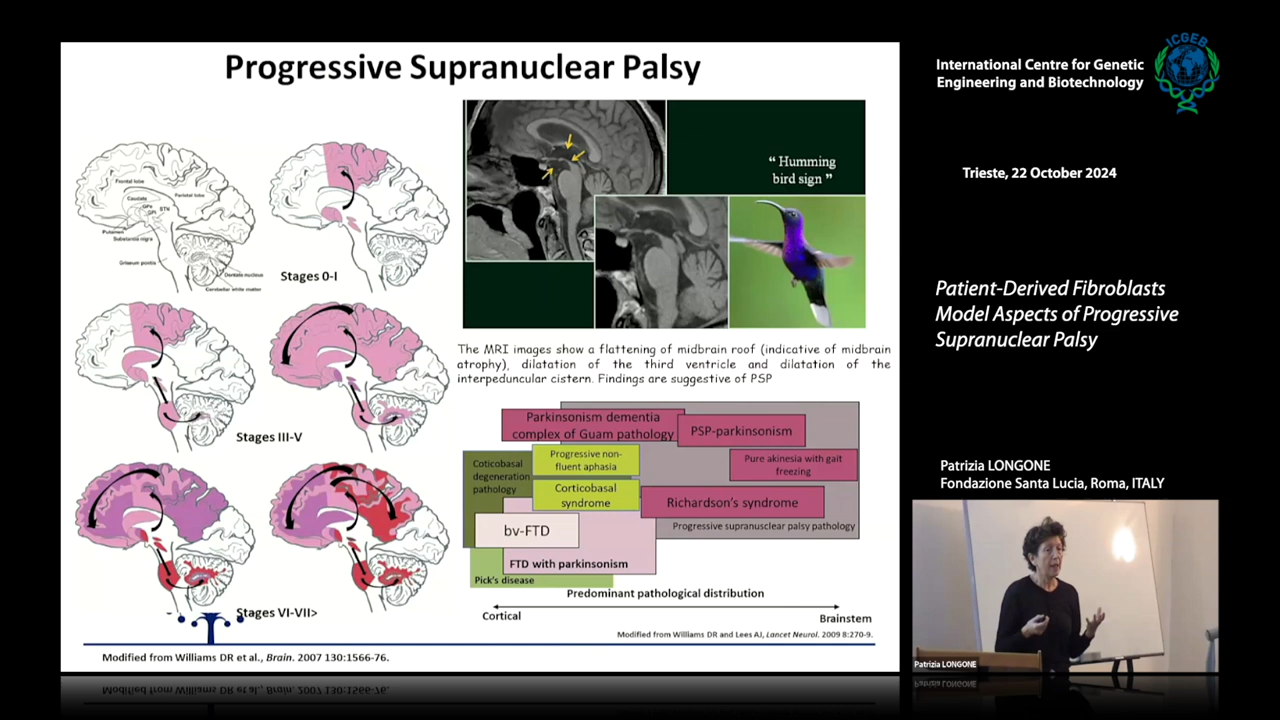 Progressive Supranuclear Palsy
Frontal lobe
Parietal lobe
Caudate
GPe
GPi
STN
Putamen
Substantia nigra
Griseum pontis
Dentate nucleus
Cerebellar white matter
Stages 0-I
Stages III-V
Stages VI-VII>
“ Humming
bird sign ”
The MRI images show a flattening of midbrain roof (indicative of midbrain
atrophy), dilatation of the third ventricle and dilatation of the
interpeduncular cistern. Findings are suggestive of PSP
Parkinsonism dementia
complex of Guam pathology
PSP-parkinsonism
Progressive non-
fluent aphasia
Pure akinesia with gait
freezing
Coticobasal
degeneration
pathology
Corticobasal
syndrome
Richardson’s syndrome
Progressive supranusclear palsy pathology
bv-FTD
FTD with parkinsonism
Pick’s disease
Predominant pathological distribution
Cortical
Brainstem
Modified from Williams DR and Lees AJ, Lancet Neurol. 2009 8:270-9.
Modified from Williams DR et al., Brain. 2007 130:1566-76.
International Centre for Genetic
Engineering and Biotechnology
ICGEB
Trieste, 22 October 2024
Patient-Derived Fibroblasts
Model Aspects of Progressive
Supranuclear Palsy
Patrizia LONGONE
Fondazione Santa Lucia, Roma, ITALY
Patrizia LONGONE